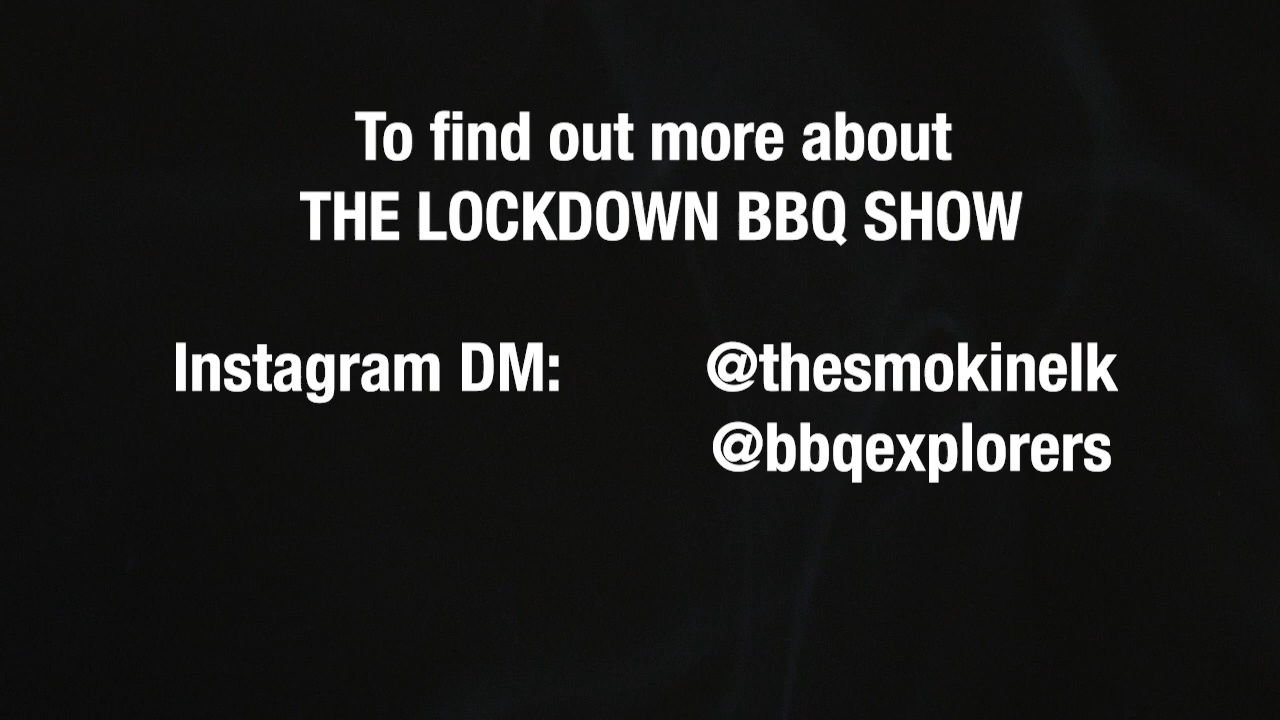 To find out more about
THE LOCKDOWN BBQ SHOW
Instagram DM: @thesmokinelk
@bbqexplorers